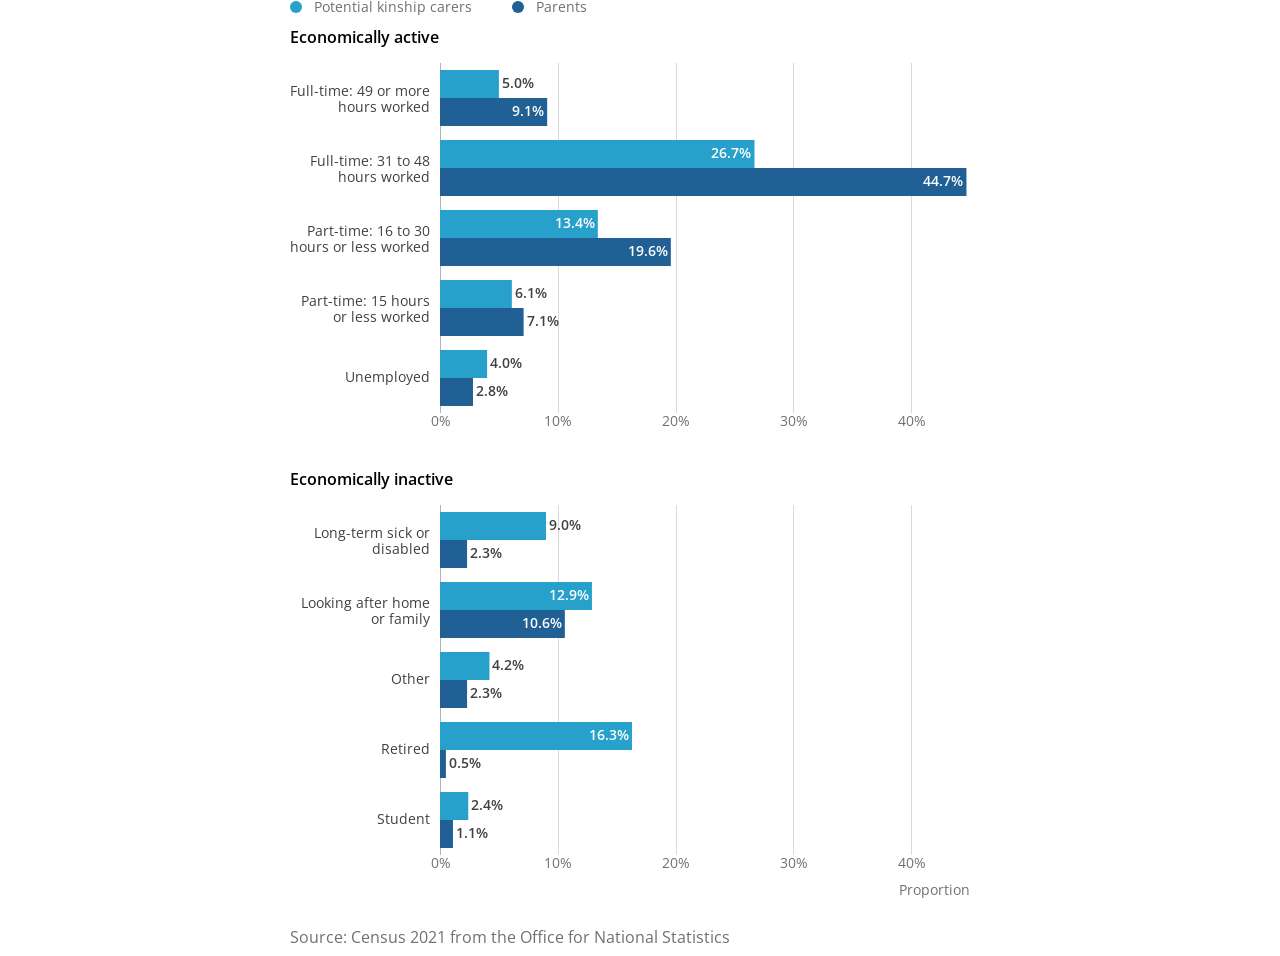 Potential kinship carers Parents
Economically active
Full-time: 49 or more
hours worked
5.0%
9.1%
Full-time: 31 to 48
hours worked
26.7%
44.7%
Part-time: 16 to 30
hours or less worked
13.4%
19.6%
Part-time: 15 hours
or less worked
6.1%
7.1%
Unemployed
4.0%
2.8%
0% 10% 20% 30% 40%
Economically inactive
Long-term sick or
disabled
9.0%
2.3%
Looking after home
or family
12.9%
10.6%
Other
4.2%
2.3%
Retired
16.3%
0.5%
Student
2.4%
1.1%
0% 10% 20% 30% 40%
Proportion
Source: Census 2021 from the Office for National Statistics